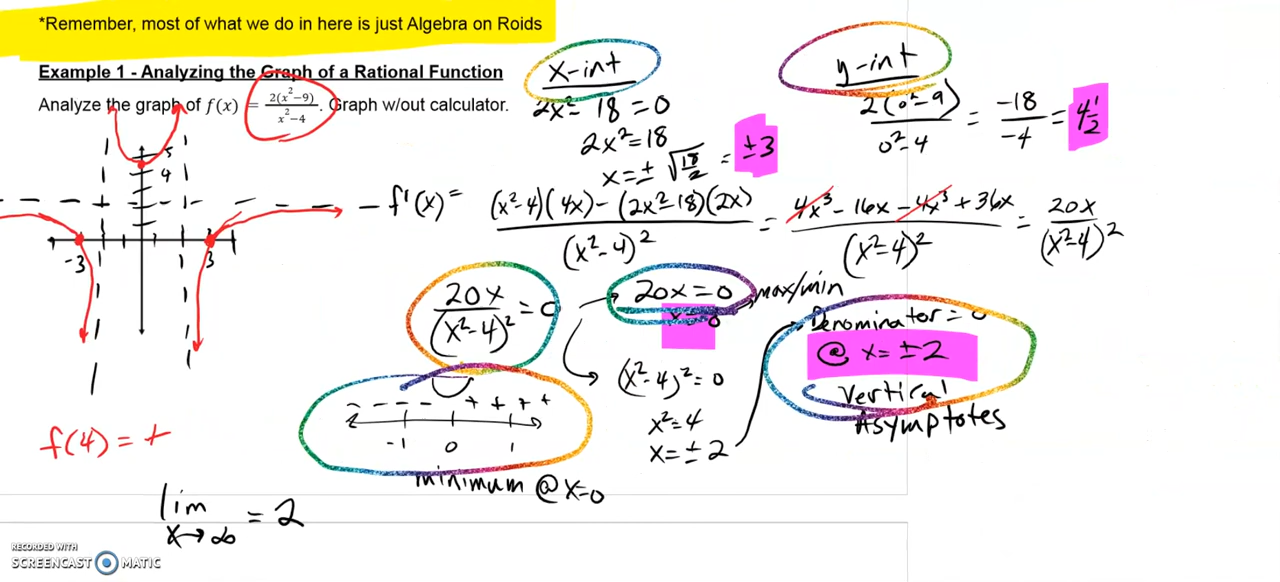 *Remember, most of what we do in here is just Algebra on Roids
Example 1 - Analyzing the Graph of a Rational Function
Analyze the graph of f(x) = 2(x²-9)/(x²-4). Graph w/out calculator.
x-int
2x² - 18 = 0
2x² = 18
x = ± √(18/2) = ±3
y-int
2(0²-9)/(0²-4) = -18/-4 = 4 1/2
5
4
-3
3
f'(x) = ((x²-4)(4x) - (2x²-18)(2x))/(x²-4)² = (4x³ - 16x - 4x³ + 36x)/(x²-4)² = 20x/(x²-4)²
20x/(x²-4)² = 0
20x = 0
x = 0
max/min
(x²-4)² = 0
x² = 4
x = ± 2
Denominator = 0
@ x = ±2
Vertical
Asymptotes
- - - - + + + +
-1 0 1
minimum @ x=0
f(4) = +
lim x→∞ = 2
RECORDED WITH
SCREENCAST MATIC